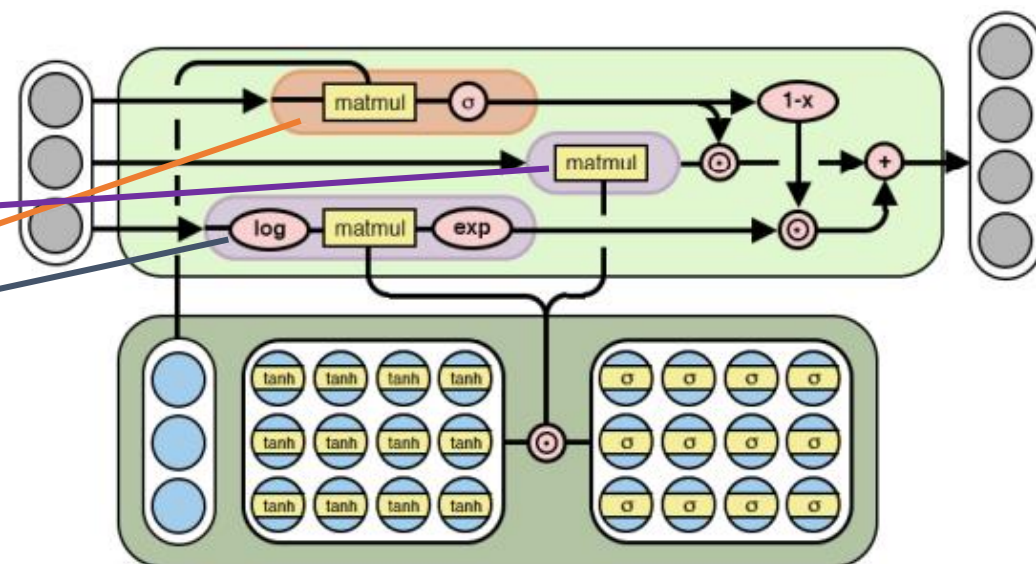 matmul σ 1-x
matmul ⊙ +
log matmul exp ⊙
tanh tanh tanh tanh σ σ σ σ
tanh tanh tanh tanh ⊙ σ σ σ σ
tanh tanh tanh tanh σ σ σ σ